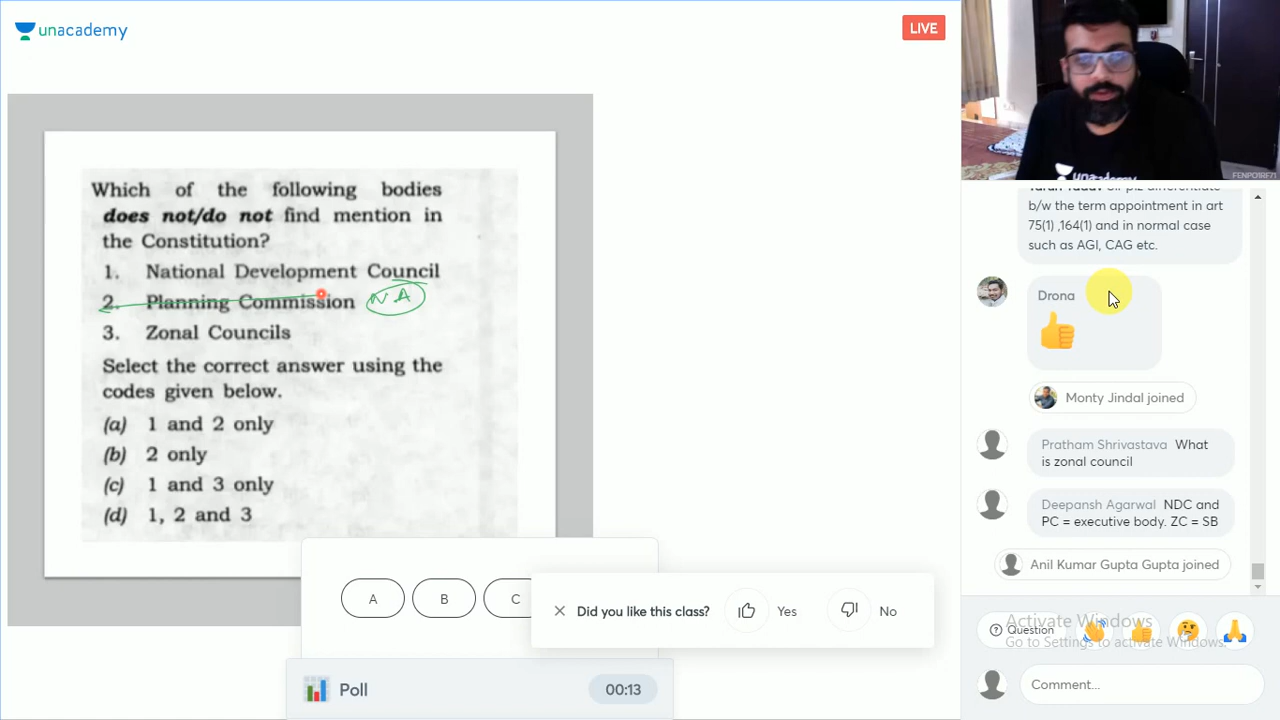 unacademy
LIVE
Which of the following bodies
does not/do not find mention in
the Constitution?
1. National Development Council
2. Planning Commission NA
3. Zonal Councils
Select the correct answer using the
codes given below.
(a) 1 and 2 only
(b) 2 only
(c) 1 and 3 only
(d) 1, 2 and 3
A B C
Did you like this class? Yes No
Poll 00:13
unacademy
FENPO1RF71
b/w the term appointment in art
75(1) ,164(1) and in normal case
such as AGI, CAG etc.
Drona
Monty Jindal joined
Pratham Shrivastava What
is zonal council
Deepansh Agarwal NDC and
PC = executive body. ZC = SB
Anil Kumar Gupta Gupta joined
Activate Windows
Question
Go to Settings to activate Windows.
Comment...